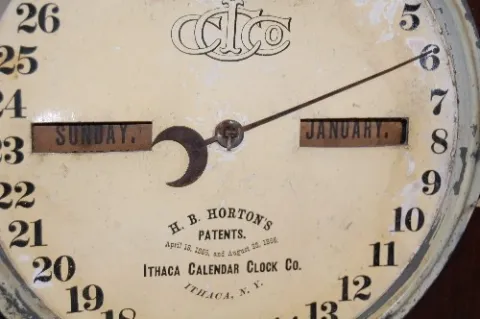 26
25
24
23
22
21
20
19
18
5
6
7
8
9
10
11
12
13
SUNDAY.
JANUARY.
H. B. HORTON'S
PATENTS.
April 18, 1865, and August 28, 1866.
ITHACA CALENDAR CLOCK CO.
ITHACA, N. Y.